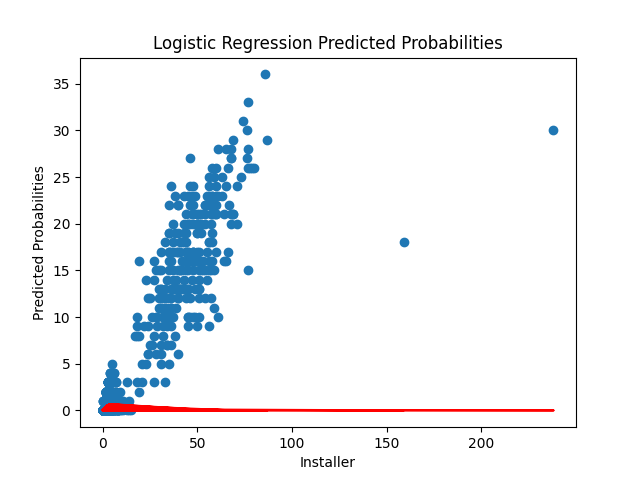 Logistic Regression Predicted Probabilities
35
30
25
20
15
10
5
0
Predicted Probabilities
0 50 100 150 200
Installer